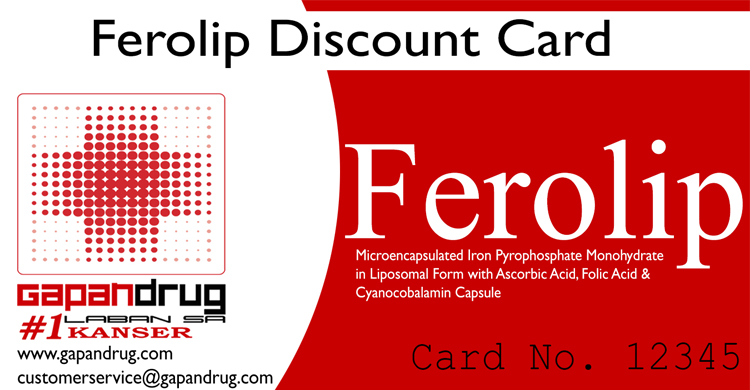 Ferolip Discount Card
Ferolip
Microencapsulated Iron Pyrophosphate Monohydrate
in Liposomal Form with Ascorbic Acid, Folic Acid &
Cyanocobalamin Capsule
GAPANDRUG
#1 LABAN SA
KANSER
www.gapandrug.com
customerservice@gapandrug.com
Card No. 12345